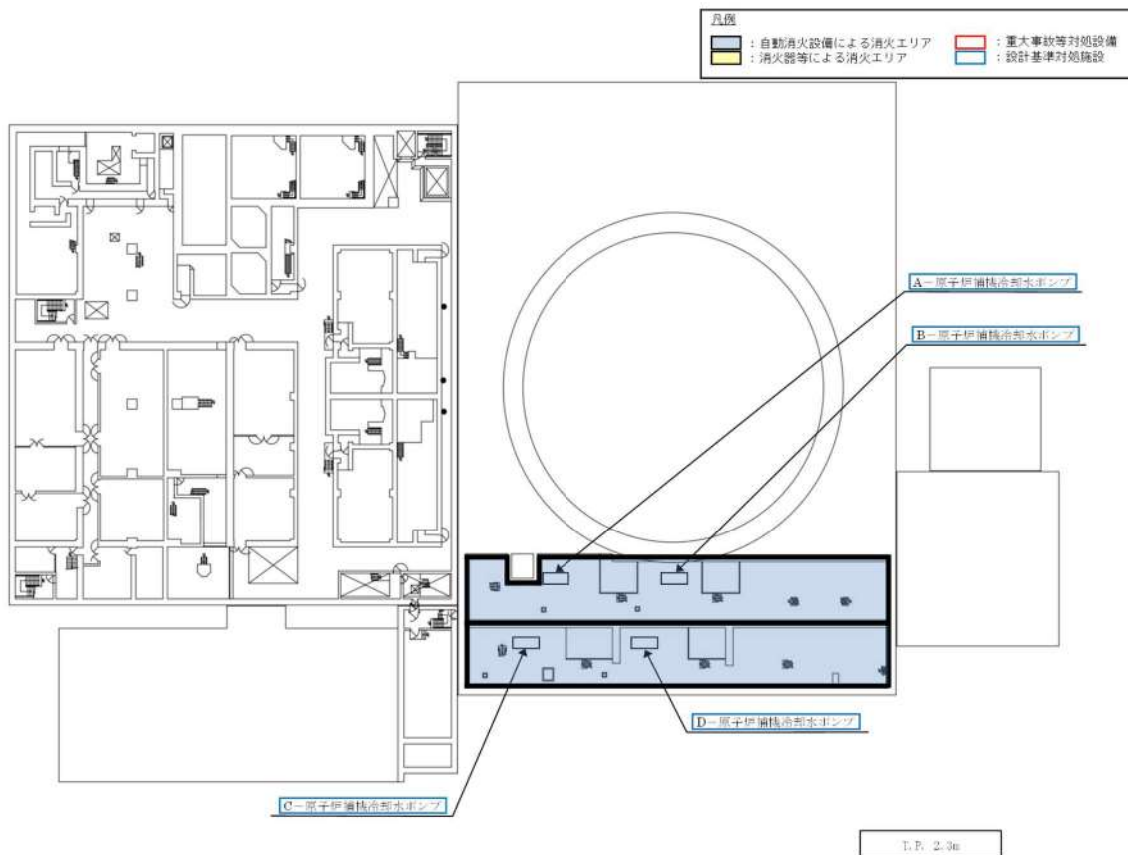 凡例
：自動消火設備による消火エリア
：重大事故等対処設備
：消火器等による消火エリア
：設計基準対処施設
A－原子炉補機冷却水ポンプ
B－原子炉補機冷却水ポンプ
D－原子炉補機冷却水ポンプ
C－原子炉補機冷却水ポンプ
T.P. 2.3m